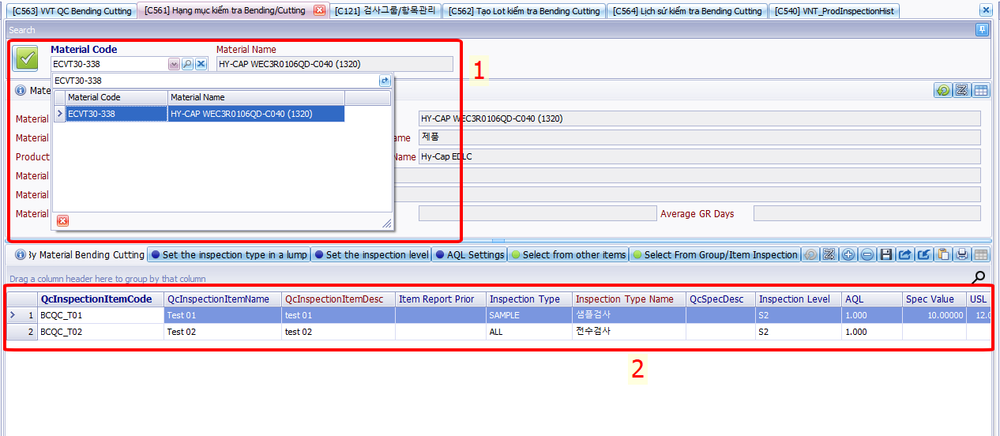 [C563] VVT QC Bending Cutting [C561] Hạng mục kiểm tra Bending/Cutting [C121] 검사그룹/항목관리 [C562] Tạo Lot kiểm tra Bending Cutting [C564] Lịch sử kiểm tra Bending Cutting [C540] VNT_ProdInspectionHist
Search
Material Code Material Name
ECVT30-338 HY-CAP WEC3R0106QD-C040 (1320)
1
ECVT30-338
Mate
Material Code Material Name
ECVT30-338 HY-CAP WEC3R0106QD-C040 (1320)
Material HY-CAP WEC3R0106QD-C040 (1320)
Material ame 제품
Product Name Hy-Cap EDLC
Material
Material
Material Average GR Days
By Material Bending Cutting Set the inspection type in a lump Set the inspection level AQL Settings Select from other items Select From Group/Item Inspection
Drag a column header here to group by that column
QcInspectionItemCode QcInspectionItemName QcInspectionItemDesc Item Report Prior Inspection Type Inspection Type Name QcSpecDesc Inspection Level AQL Spec Value USL
1 BCQC_T01 Test 01 test 01 SAMPLE 샘플검사 S2 1.000 10.00000 12.0
2 BCQC_T02 Test 02 test 02 ALL 전수검사 S2 1.000
2